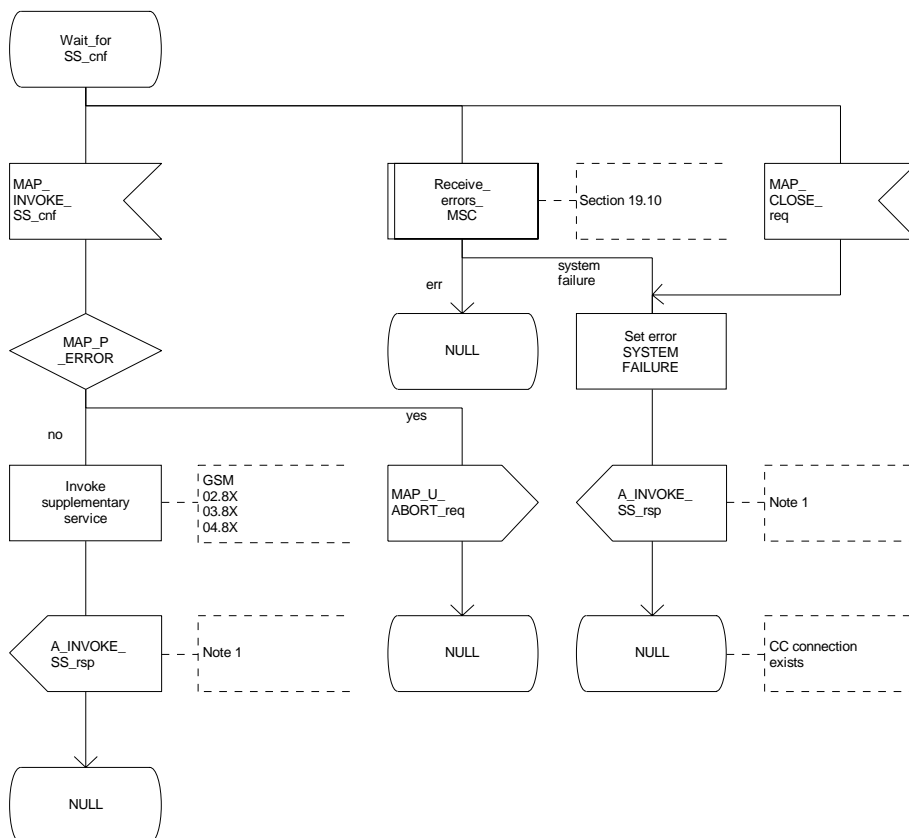 Wait_for
SS_cnf
MAP_
INVOKE_
SS_cnf
Receive_
errors_
MSC
Section 19.10
MAP_
CLOSE_
req
err
system
failure
MAP_P
_ERROR
NULL
Set error
SYSTEM
FAILURE
no
yes
Invoke
supplementary
service
GSM
02.8X
03.8X
04.8X
MAP_U_
ABORT_req
A_INVOKE_
SS_rsp
Note 1
A_INVOKE_
SS_rsp
Note 1
NULL
NULL
CC connection
exists
NULL